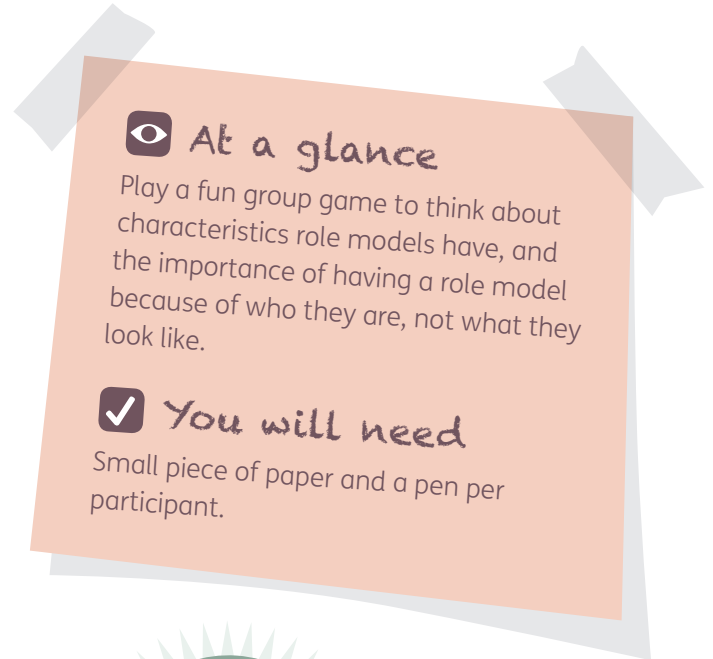 At a glance
Play a fun group game to think about
characteristics role models have, and
the importance of having a role model
because of who they are, not what they
look like.
You will need
Small piece of paper and a pen per
participant.